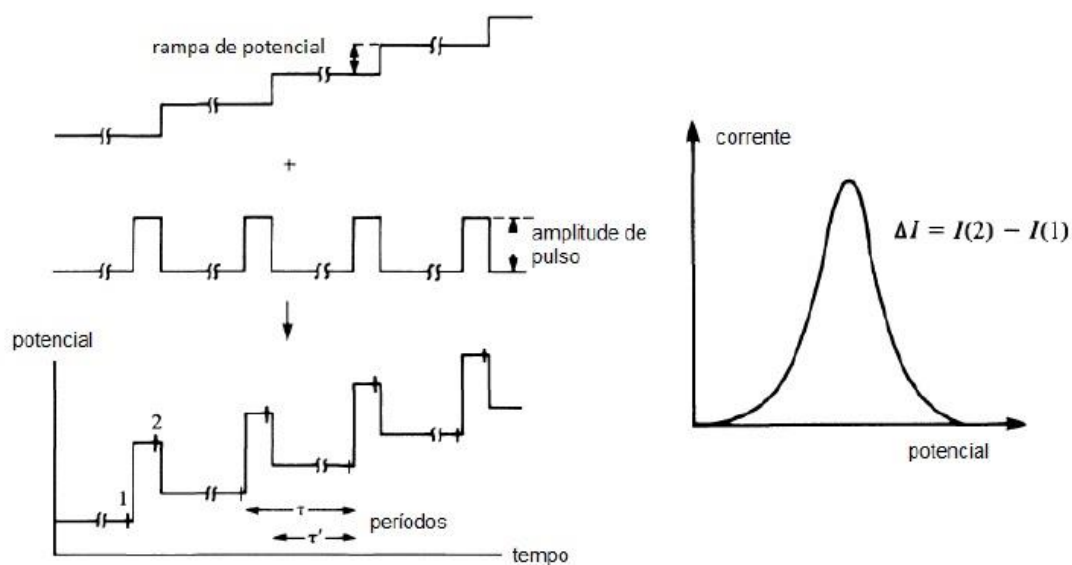 rampa de potencial
+
amplitude de
pulso
potencial
2
1
τ
períodos
τ'
tempo
corrente
ΔI = I(2) − I(1)
potencial